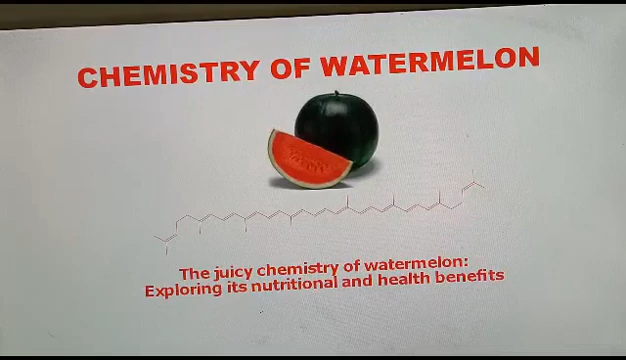 CHEMISTRY OF WATERMELON
The juicy chemistry of watermelon:
Exploring its nutritional and health benefits